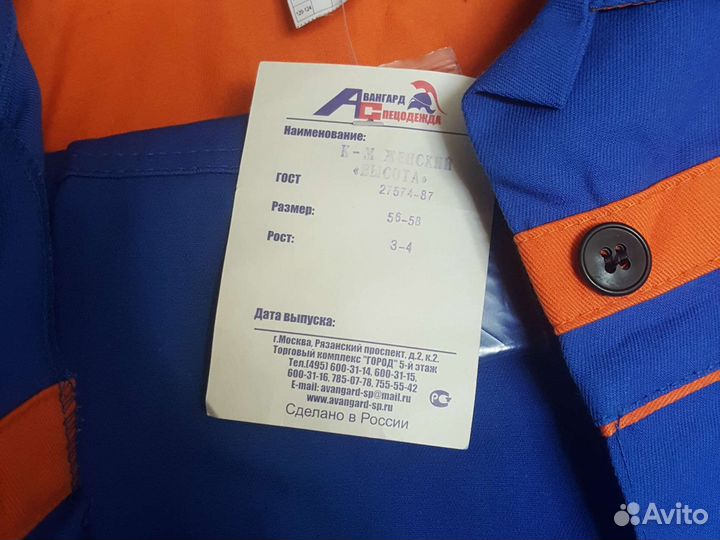 120-124
АВАНГАРД
СПЕЦОДЕЖДА
Наименование:
К-М ЖЕНСКИЙ
«ВЫСОТА»
ГОСТ 27574-87
Размер: 56-58
Рост: 3-4
Дата выпуска:
г.Москва, Рязанский проспект, д.2, к.2.
Торговый комплекс "ГОРОД" 5-й этаж
Тел.(495) 600-31-14, 600-31-15,
600-31-16, 785-07-78, 755-55-42
E-mail: avangard-sp@mail.ru
www.avangard-sp.ru
Сделано в России
Avito